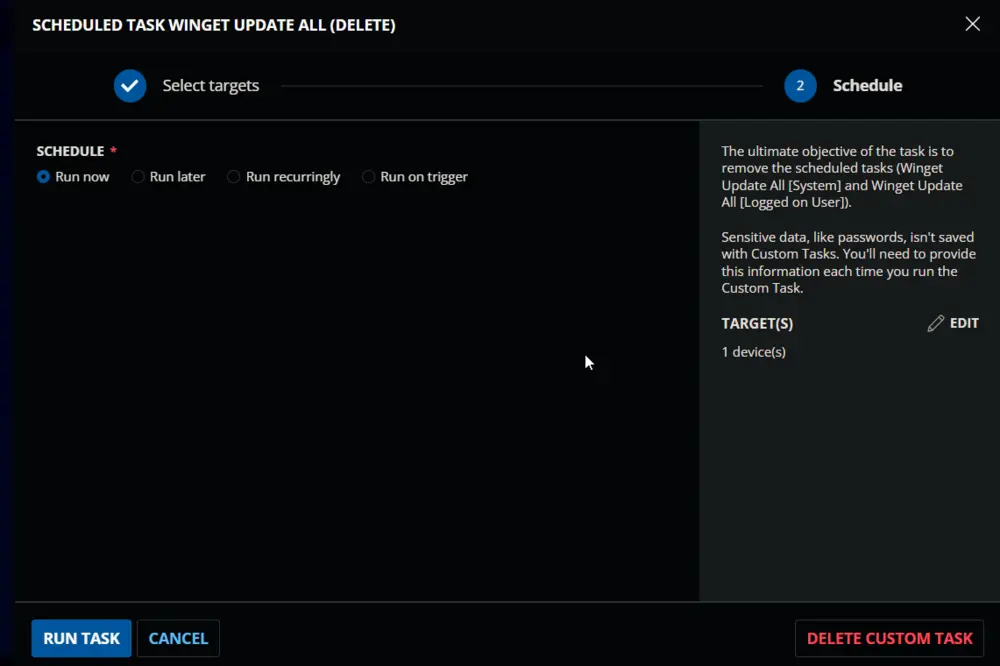 SCHEDULED TASK WINGET UPDATE ALL (DELETE)
Select targets
2
Schedule
SCHEDULE *
Run now
Run later
Run recurringly
Run on trigger
The ultimate objective of the task is to
remove the scheduled tasks (Winget
Update All [System] and Winget Update
All [Logged on User]).
Sensitive data, like passwords, isn't saved
with Custom Tasks. You'll need to provide
this information each time you run the
Custom Task.
TARGET(S)
EDIT
1 device(s)
RUN TASK
CANCEL
DELETE CUSTOM TASK